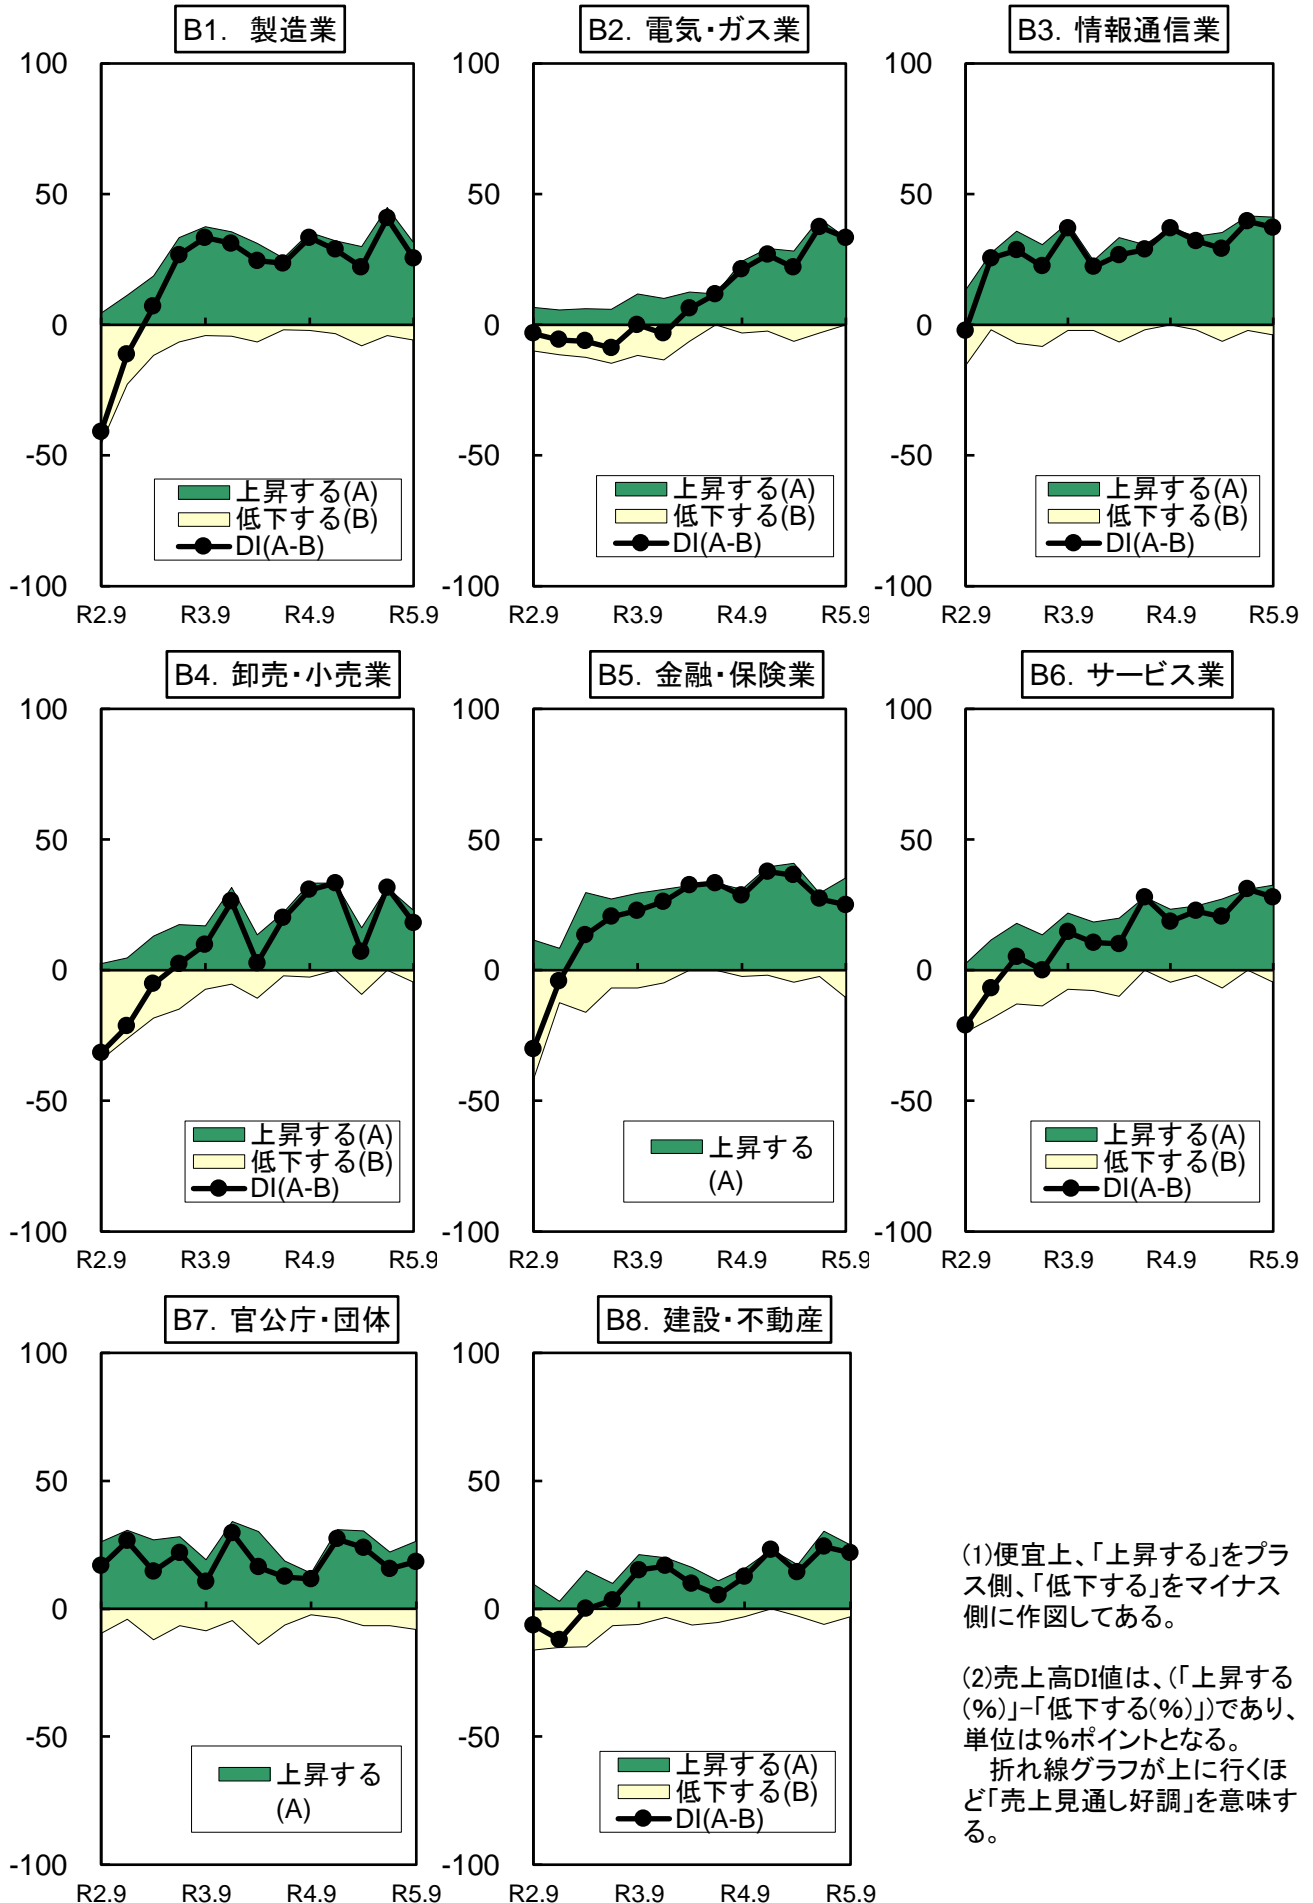 B1. 製造業
100
50
0
-50
-100
上昇する(A)
低下する(B)
DI(A-B)
R2.9 R3.9 R4.9 R5.9
B2. 電気・ガス業
100
50
0
-50
-100
上昇する(A)
低下する(B)
DI(A-B)
R2.9 R3.9 R4.9 R5.9
B3. 情報通信業
100
50
0
-50
-100
上昇する(A)
低下する(B)
DI(A-B)
R2.9 R3.9 R4.9 R5.9
B4. 卸売・小売業
100
50
0
-50
-100
上昇する(A)
低下する(B)
DI(A-B)
R2.9 R3.9 R4.9 R5.9
B5. 金融・保険業
100
50
0
-50
-100
上昇する
(A)
R2.9 R3.9 R4.9 R5.9
B6. サービス業
100
50
0
-50
-100
上昇する(A)
低下する(B)
DI(A-B)
R2.9 R3.9 R4.9 R5.9
B7. 官公庁・団体
100
50
0
-50
-100
上昇する
(A)
R2.9 R3.9 R4.9 R5.9
B8. 建設・不動産
100
50
0
-50
-100
上昇する(A)
低下する(B)
DI(A-B)
R2.9 R3.9 R4.9 R5.9
(1)便宜上、「上昇する」をプラ
ス側、「低下する」をマイナス
側に作図してある。
(2)売上高DI値は、(「上昇する
(%)」-「低下する(%)」)であり、
単位は%ポイントとなる。
折れ線グラフが上に行くほ
ど「売上見通し好調」を意味す
る。